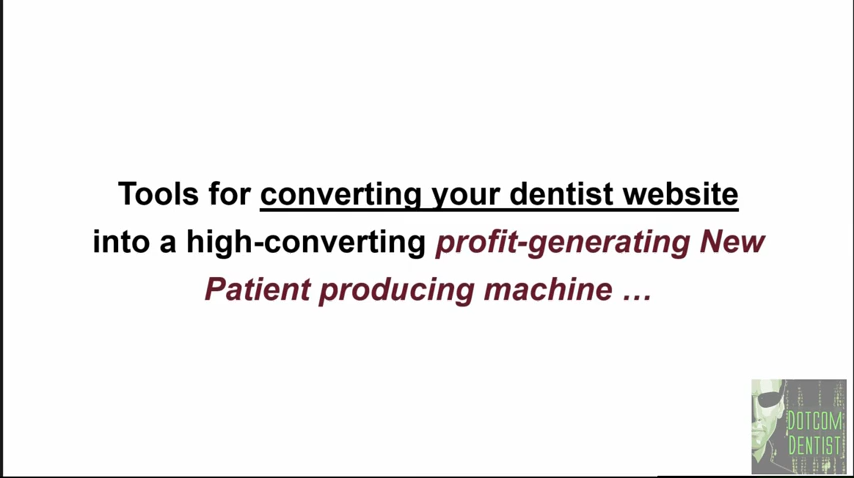 Tools for converting your dentist website
into a high-converting profit-generating New
Patient producing machine …
DOTCOM
DENTIST